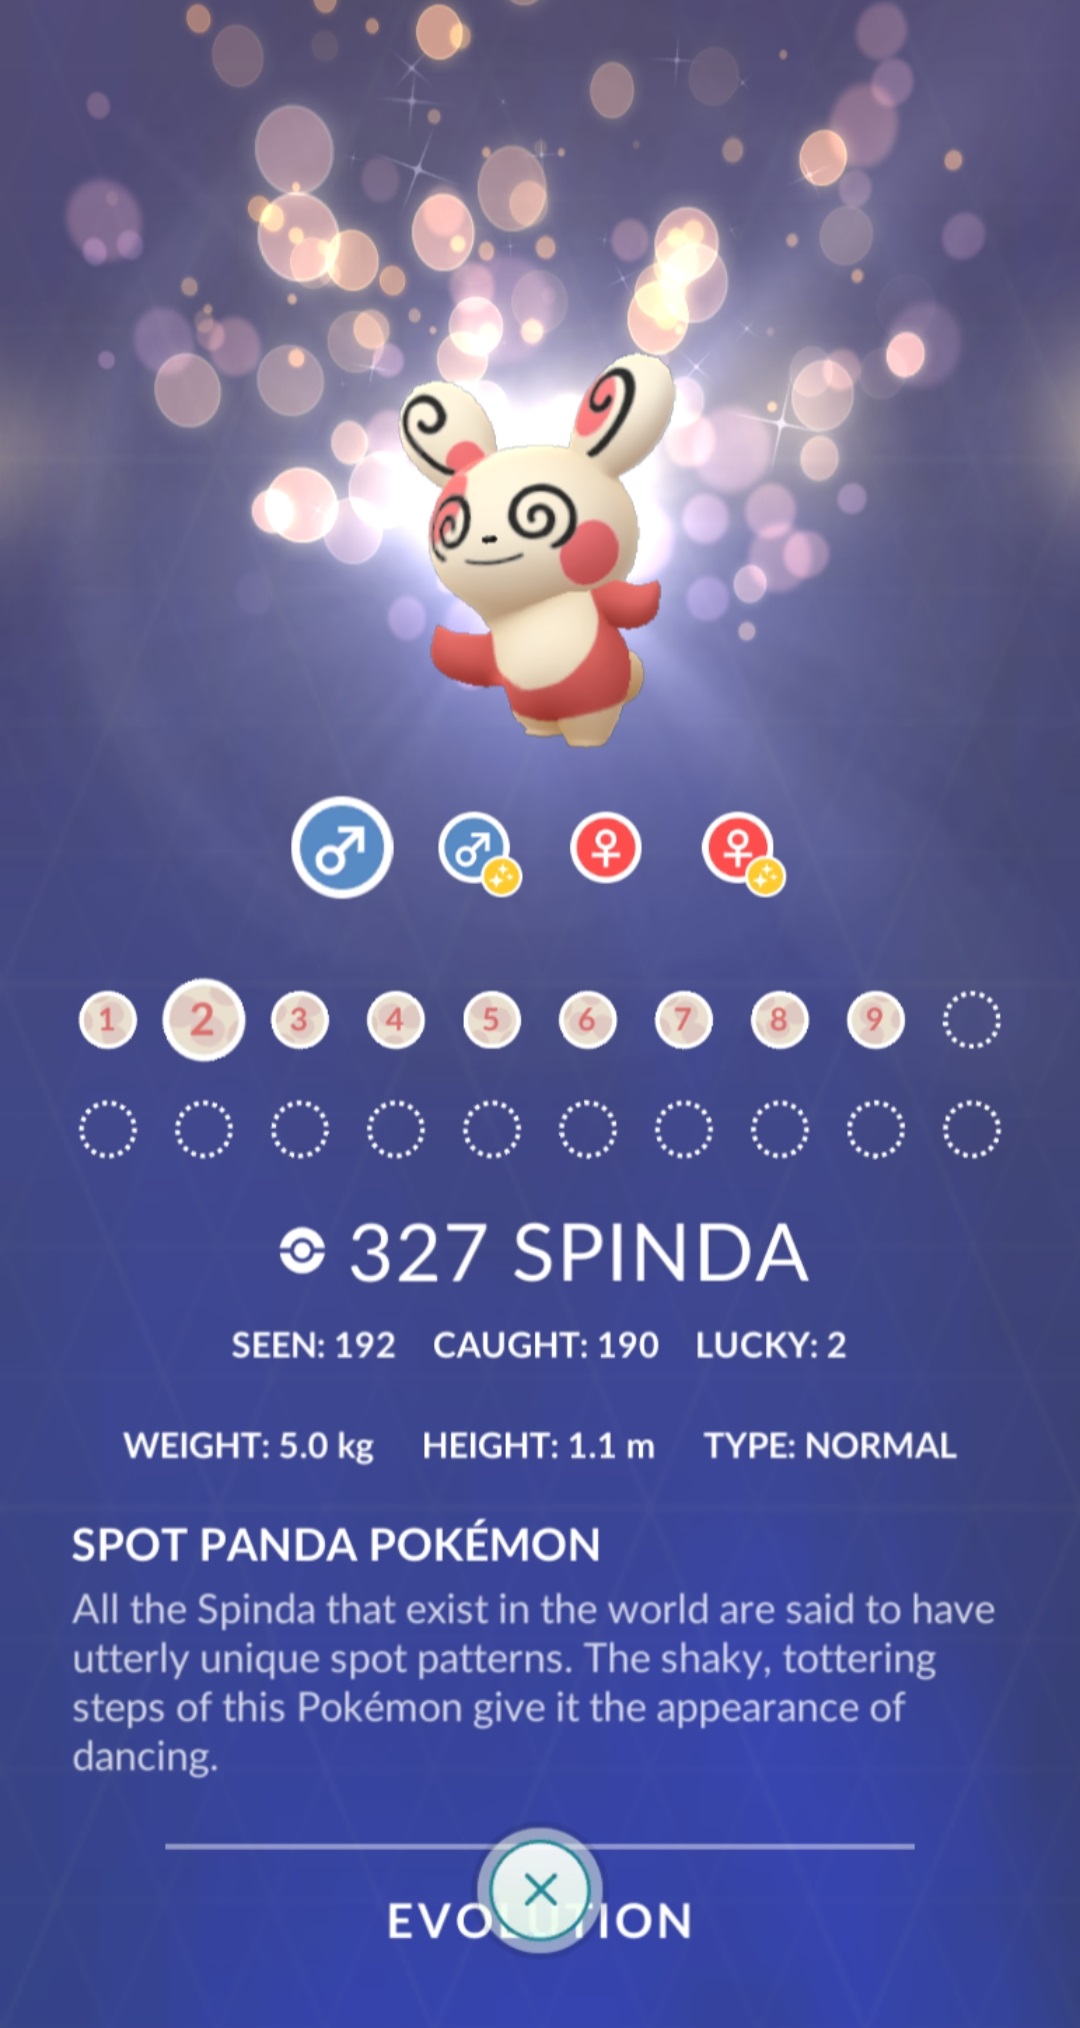 1 2 3 4 5 6 7 8 9
327 SPINDA
SEEN: 192 CAUGHT: 190 LUCKY: 2
WEIGHT: 5.0 kg HEIGHT: 1.1 m TYPE: NORMAL
SPOT PANDA POKÉMON
All the Spinda that exist in the world are said to have
utterly unique spot patterns. The shaky, tottering
steps of this Pokémon give it the appearance of
dancing.
EVOLUTION